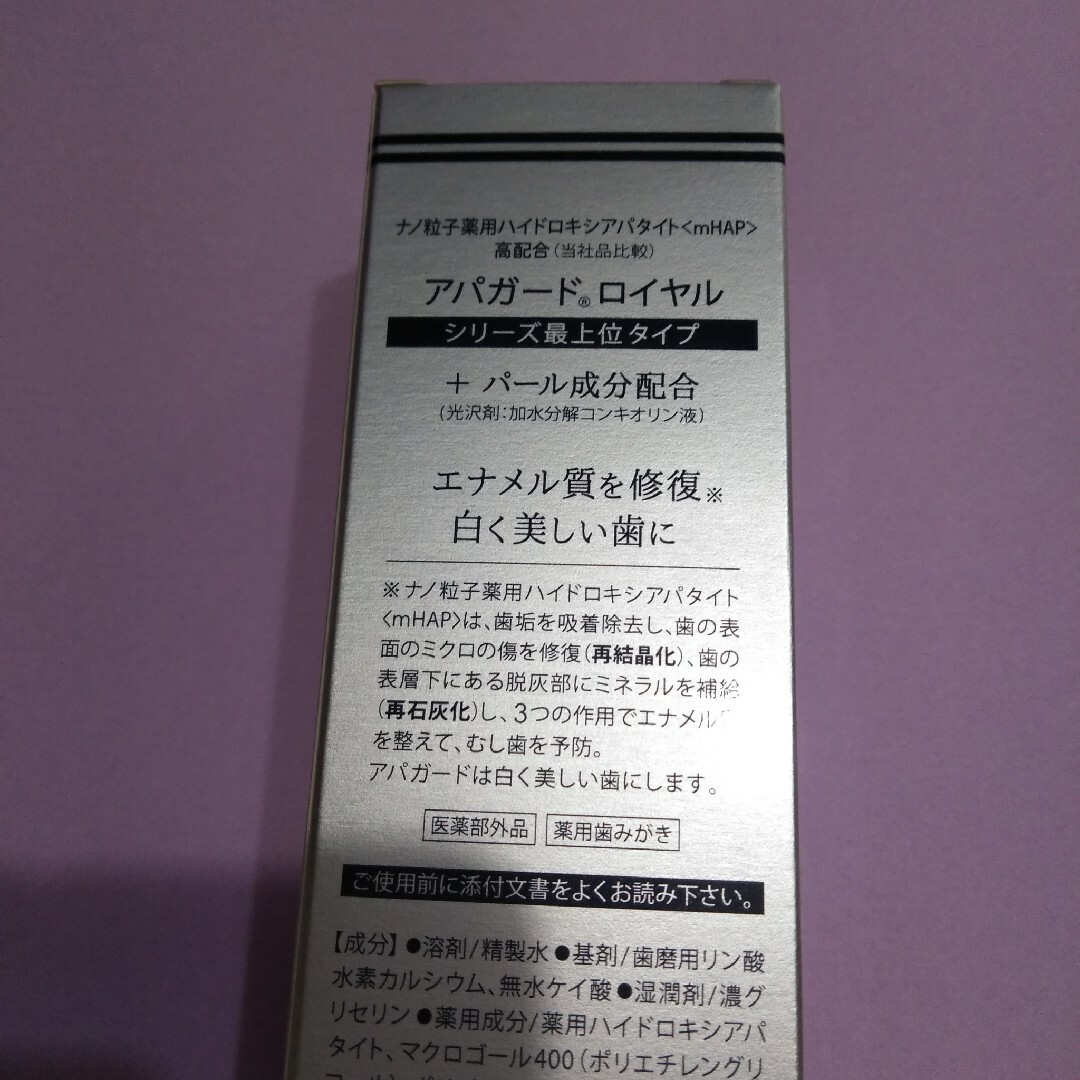 ナノ粒子薬用ハイドロキシアパタイト〈mHAP〉
高配合（当社品比較）
アパガード®ロイヤル
シリーズ最上位タイプ
＋ パール成分配合
（光沢剤：加水分解コンキオリン液）
エナメル質を修復※
白く美しい歯に
※ナノ粒子薬用ハイドロキシアパタイト
〈mHAP〉は、歯垢を吸着除去し、歯の表
面のミクロの傷を修復（再結晶化）、歯の
表層下にある脱灰部にミネラルを補給
（再石灰化）し、3つの作用でエナメル
を整えて、むし歯を予防。
アパガードは白く美しい歯にします。
医薬部外品 薬用歯みがき
ご使用前に添付文書をよくお読み下さい。
【成分】●溶剤/精製水●基剤/歯磨用リン酸
水素カルシウム、無水ケイ酸●湿潤剤/濃グ
リセリン●薬用成分/薬用ハイドロキシアパ
タイト、マクロゴール400（ポリエチレングリ